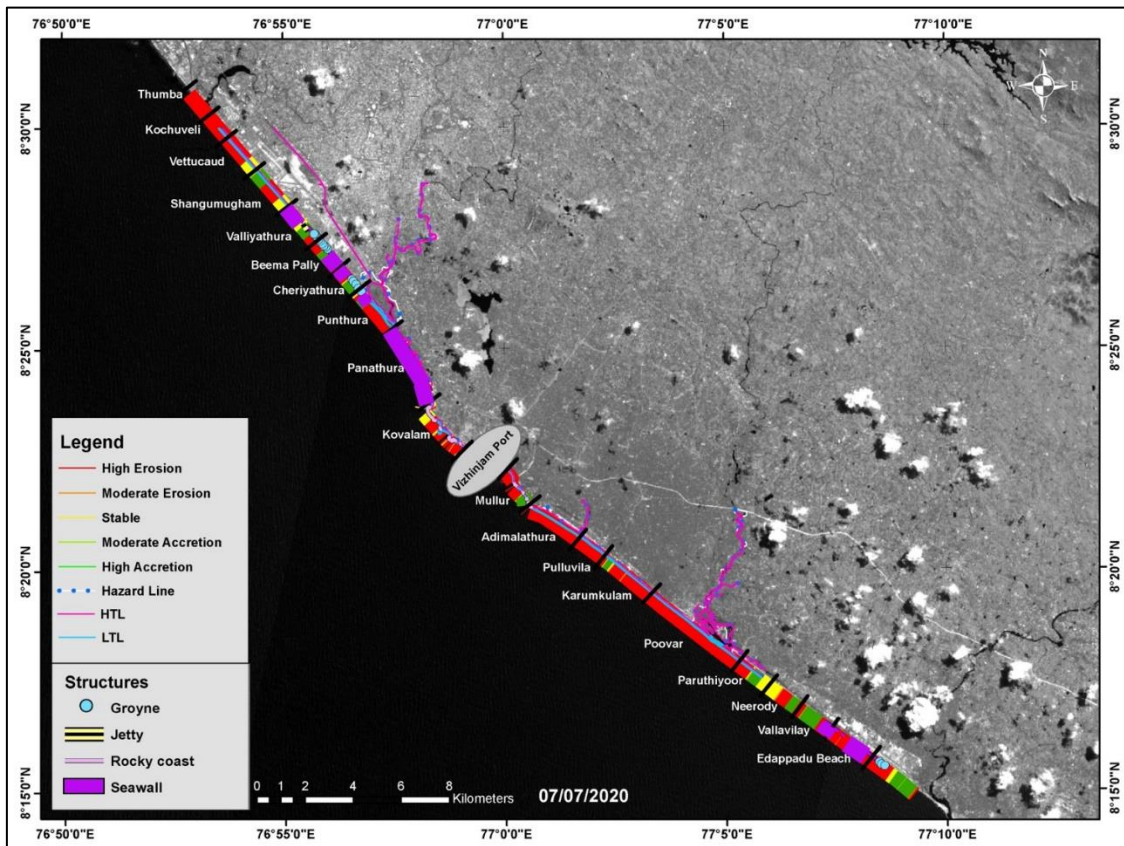 76°50'0"E
76°55'0"E
77°0'0"E
77°5'0"E
77°10'0"E
8°30'0"N
8°25'0"N
8°20'0"N
8°15'0"N
N
W
E
S
Thumba
Kochuveli
Vettucaud
Shangumugham
Valliyathura
Beema Pally
Cheriyathura
Punthura
Panathura
Kovalam
Vizhinjam Port
Mullur
Adimalathura
Pulluvila
Karumkulam
Poovar
Paruthiyoor
Neerody
Vallavilay
Edappadu Beach
Legend
High Erosion
Moderate Erosion
Stable
Moderate Accretion
High Accretion
Hazard Line
HTL
LTL
Structures
Groyne
Jetty
Rocky coast
Seawall
0 1 2 4 6 8
Kilometers
07/07/2020
8°30'0"N
8°25'0"N
8°20'0"N
8°15'0"N
76°50'0"E
76°55'0"E
77°0'0"E
77°5'0"E
77°10'0"E